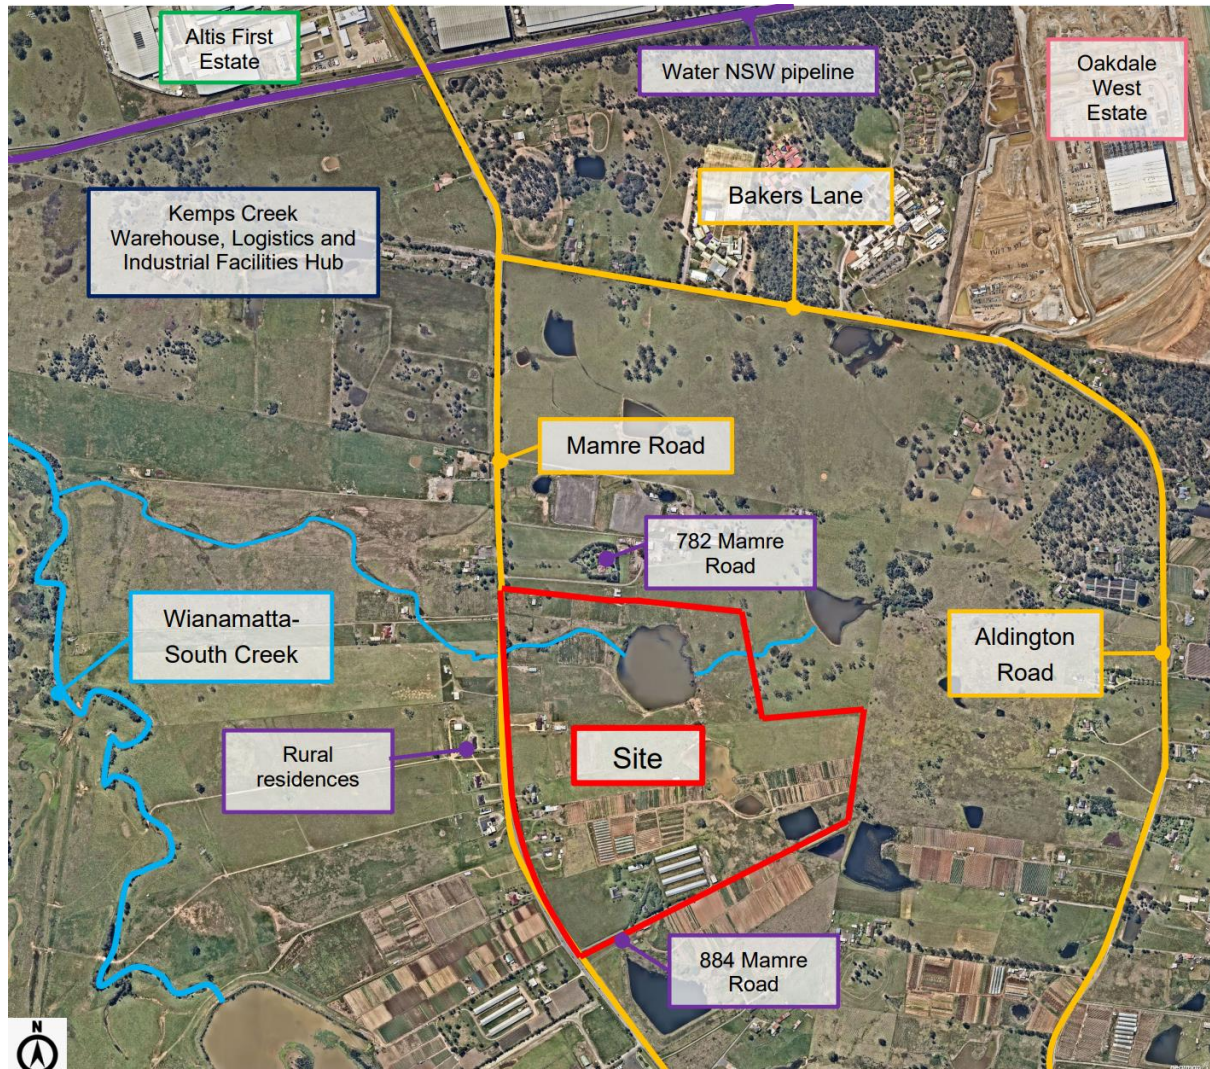 Altis First
Estate
Water NSW pipeline
Oakdale
West
Estate
Bakers Lane
Kemps Creek
Warehouse, Logistics and
Industrial Facilities Hub
Mamre Road
782 Mamre
Road
Wianamatta-
South Creek
Aldington
Road
Rural
residences
Site
884 Mamre
Road
N